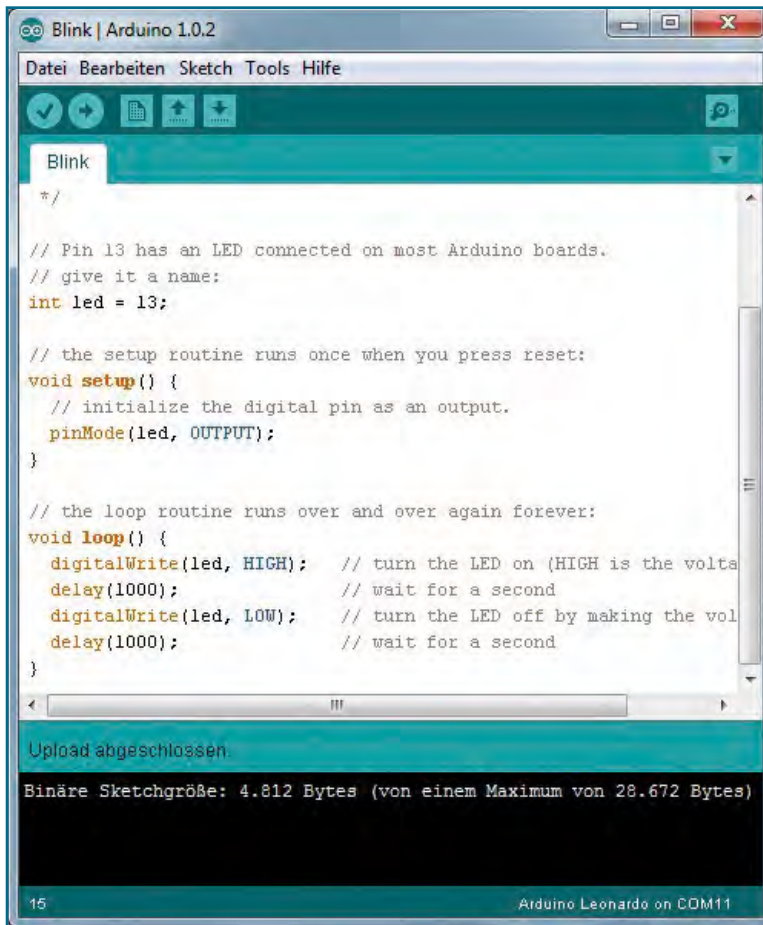 Blink | Arduino 1.0.2
Datei Bearbeiten Sketch Tools Hilfe
Blink
*/
// Pin 13 has an LED connected on most Arduino boards.
// give it a name:
int led = 13;
// the setup routine runs once when you press reset:
void setup() {
// initialize the digital pin as an output.
pinMode(led, OUTPUT);
}
// the loop routine runs over and over again forever:
void loop() {
digitalWrite(led, HIGH); // turn the LED on (HIGH is the volta
delay(1000); // wait for a second
digitalWrite(led, LOW); // turn the LED off by making the vol
delay(1000); // wait for a second
}
Upload abgeschlossen
Binäre Sketchgröße: 4.812 Bytes (von einem Maximum von 28.672 Bytes)
15 Arduino Leonardo on COM11